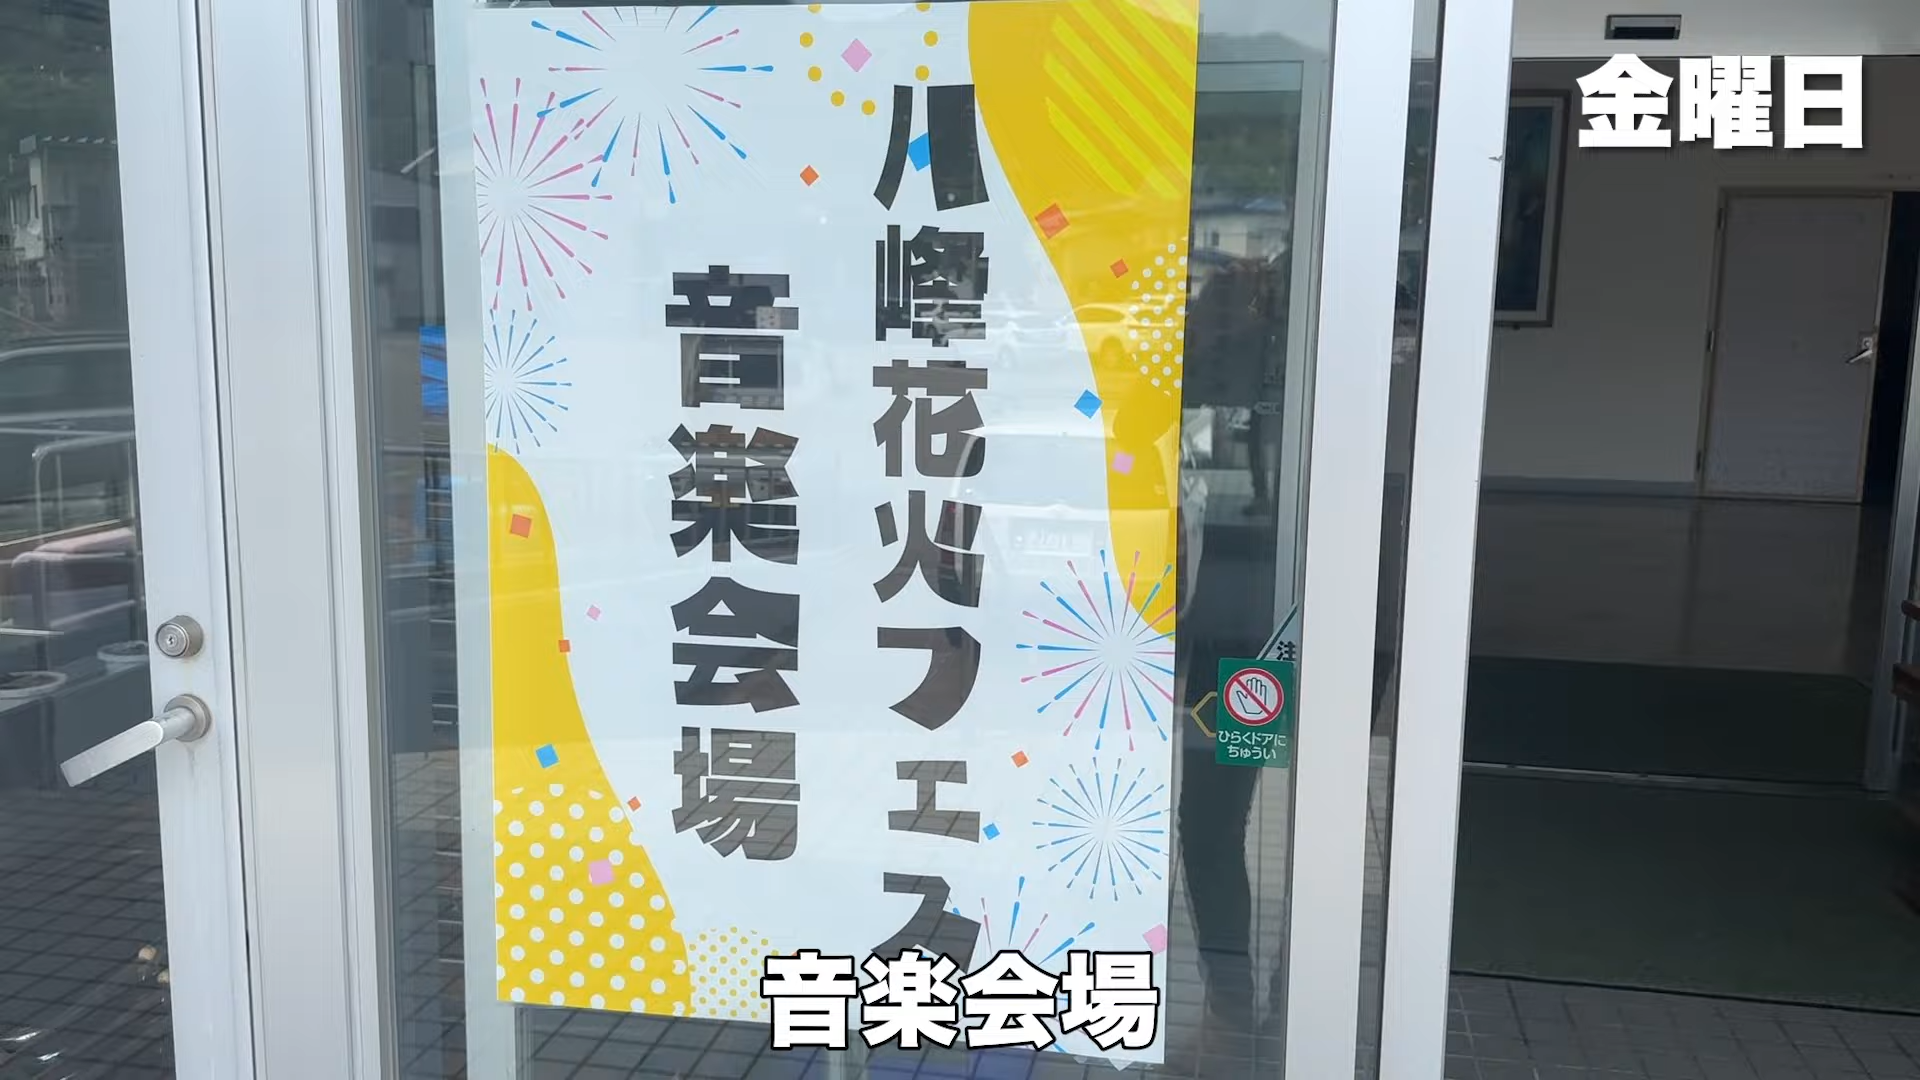 金曜日
八峰花火フェス
音楽会場
注
ひらくドアに
ちゅうい
音楽会場